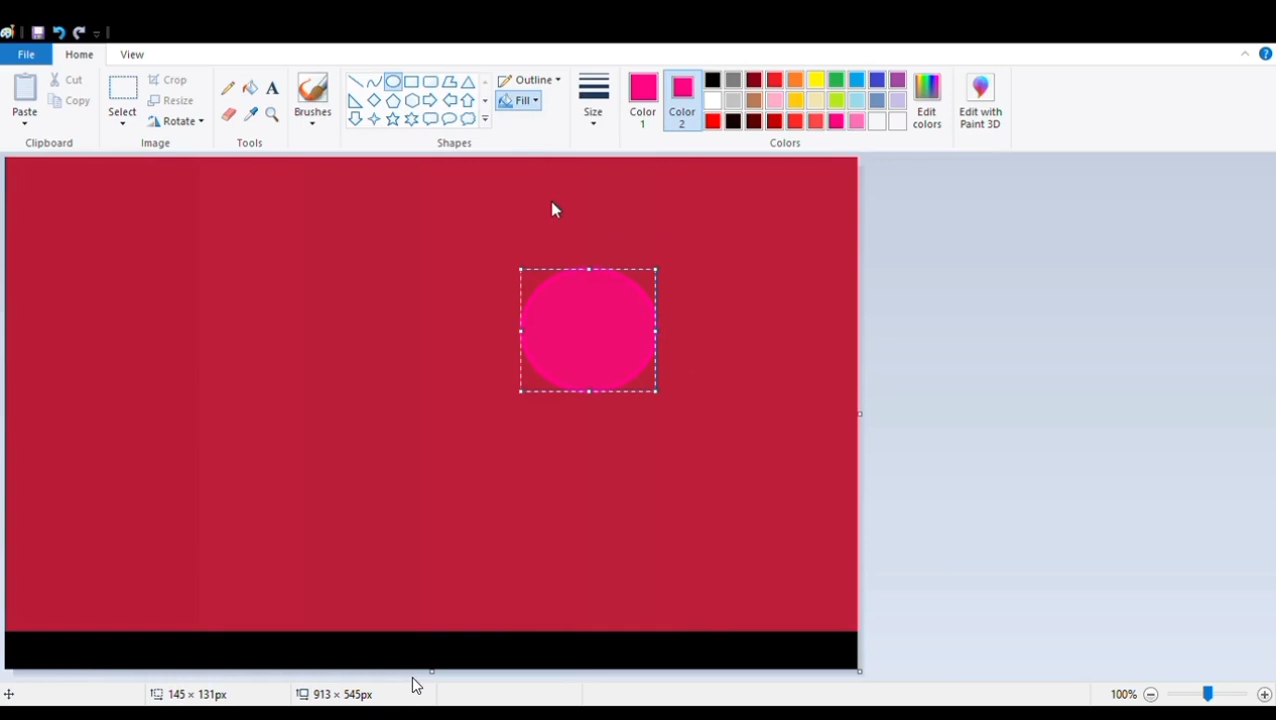 File Home View
Paste Cut Copy
Clipboard
Select Crop Resize Rotate
Image
Tools
Brushes
Outline
Fill
Shapes
Size
Color 1
Color 2
Edit colors
Colors
Edit with Paint 3D
145 × 131px 913 × 545px 100%